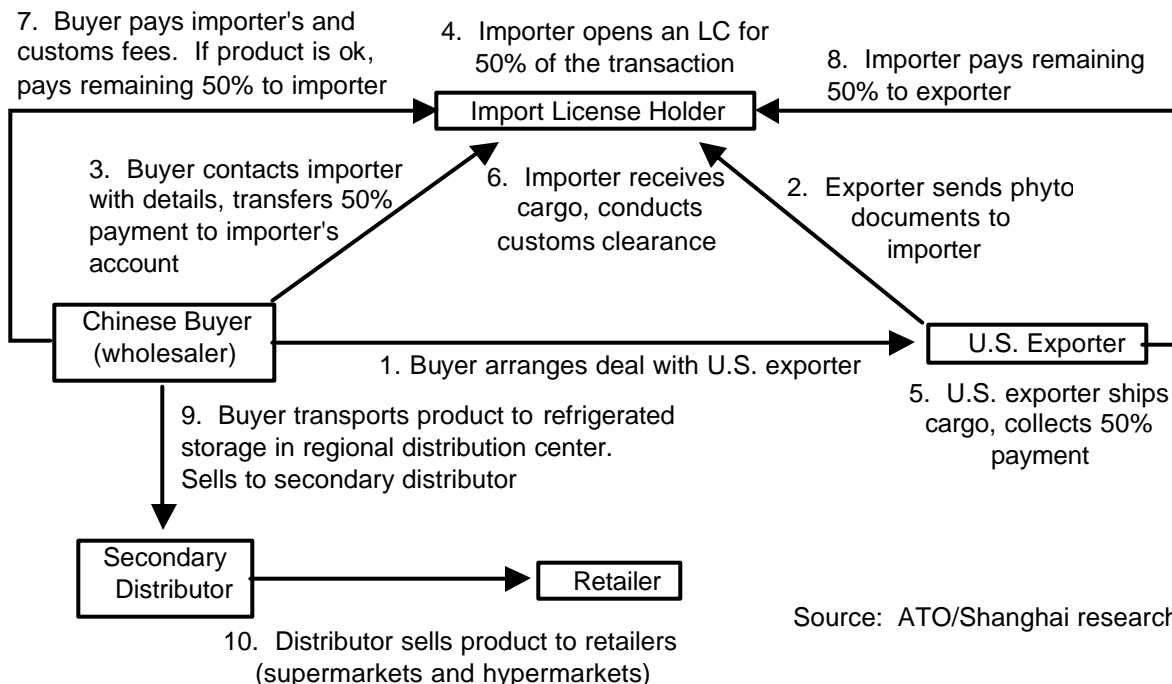 7. Buyer pays importer's and
customs fees. If product is ok,
pays remaining 50% to importer
4. Importer opens an LC for
50% of the transaction
8. Importer pays remaining
50% to exporter
Import License Holder
3. Buyer contacts importer
with details, transfers 50%
payment to importer's
account
6. Importer receives
cargo, conducts
customs clearance
2. Exporter sends phyto
documents to
importer
Chinese Buyer
(wholesaler)
U.S. Exporter
1. Buyer arranges deal with U.S. exporter
5. U.S. exporter ships
cargo, collects 50%
payment
9. Buyer transports product to refrigerated
storage in regional distribution center.
Sells to secondary distributor
Secondary
Distributor
Retailer
Source: ATO/Shanghai research
10. Distributor sells product to retailers
(supermarkets and hypermarkets)